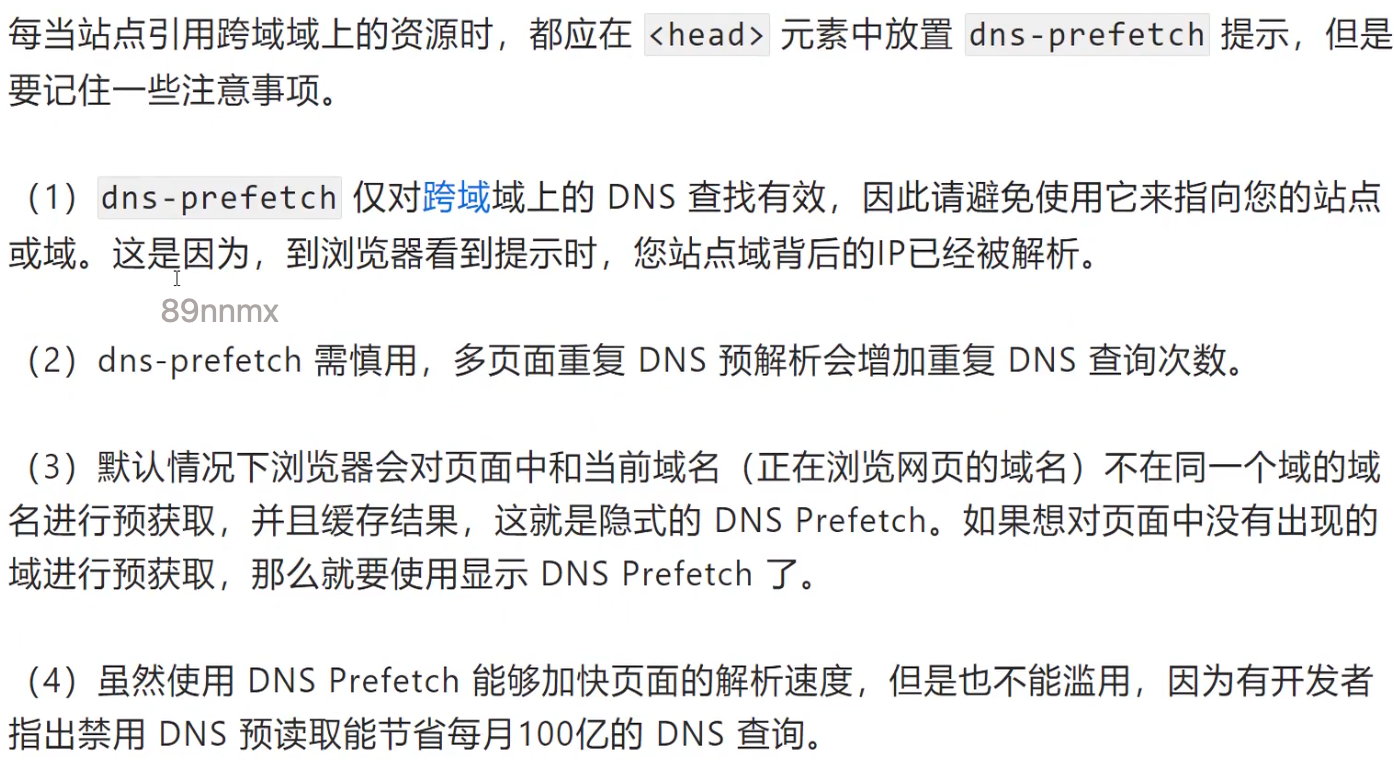 每当站点引用跨域域上的资源时，都应在 <head> 元素中放置 dns-prefetch 提示，但是
要记住一些注意事项。
（1）dns-prefetch 仅对跨域域上的 DNS 查找有效，因此请避免使用它来指向您的站点
或域。这是因为，到浏览器看到提示时，您站点域背后的IP已经被解析。
89nnmx
（2）dns-prefetch 需慎用，多页面重复 DNS 预解析会增加重复 DNS 查询次数。
（3）默认情况下浏览器会对页面中和当前域名（正在浏览网页的域名）不在同一个域的域
名进行预获取，并且缓存结果，这就是隐式的 DNS Prefetch。如果想对页面中没有出现的
域进行预获取，那么就要使用显示 DNS Prefetch 了。
（4）虽然使用 DNS Prefetch 能够加快页面的解析速度，但是也不能滥用，因为有开发者
指出禁用 DNS 预读取能节省每月100亿的 DNS 查询。